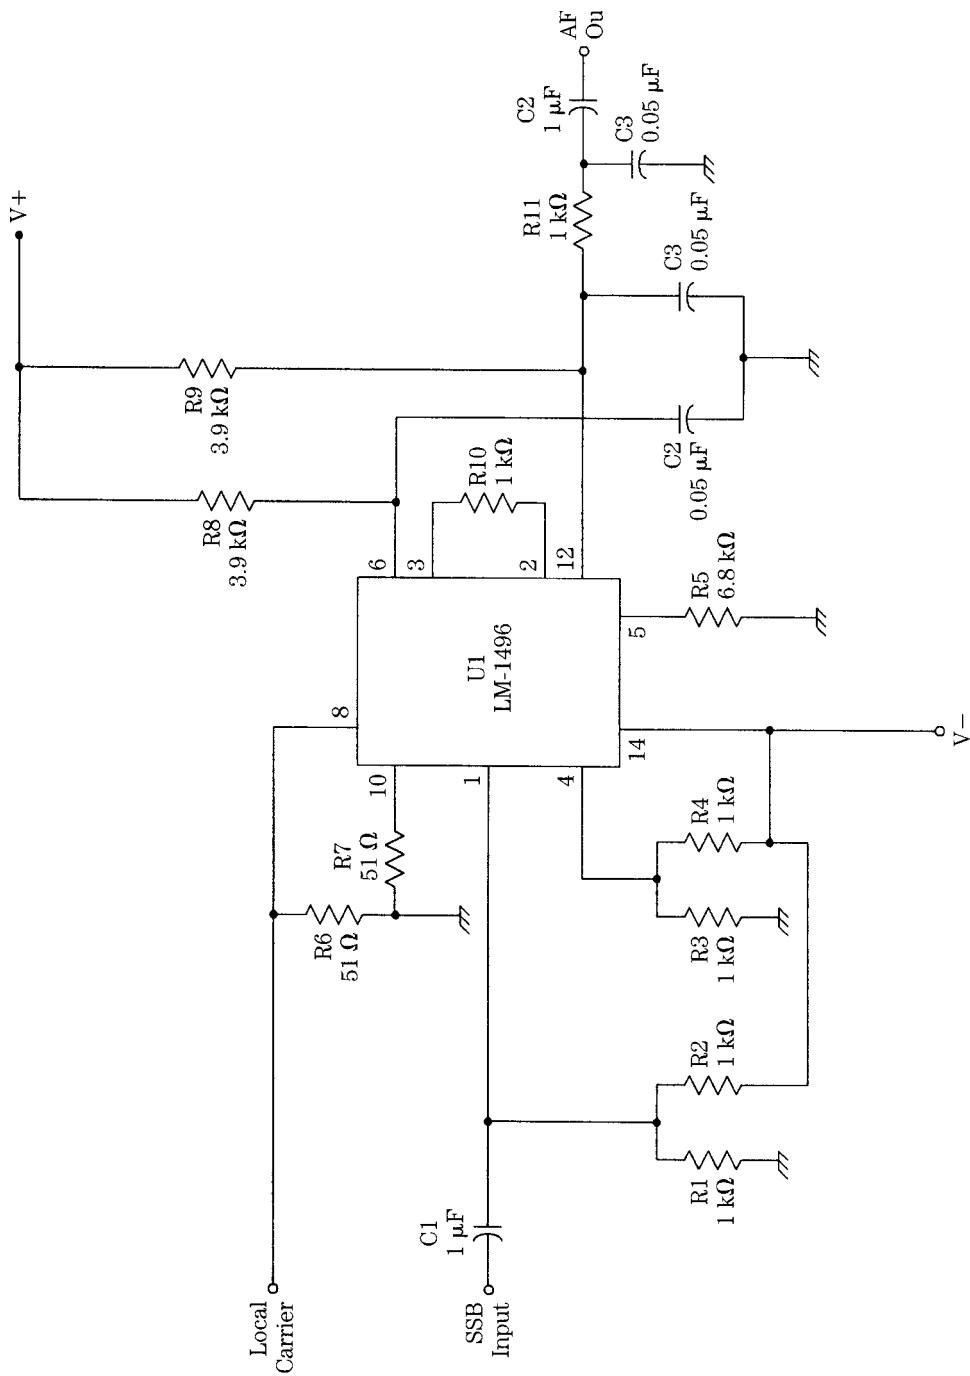 V+
R9
3.9 kΩ
R8
3.9 kΩ
C2
1 μF
AF
Ou
R11
1 kΩ
C3
0.05 μF
C3
0.05 μF
C2
0.05 μF
R10
1 kΩ
6
3
2
12
8
U1
LM-1496
5
R5
6.8 kΩ
10
1
4
14
R7
51 Ω
R6
51 Ω
R4
1 kΩ
R3
1 kΩ
V−
R2
1 kΩ
R1
1 kΩ
C1
1 μF
Local
Carrier
SSB
Input